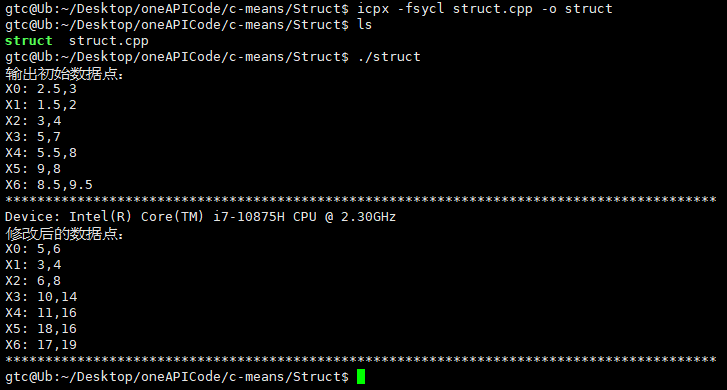 gtc@Ub:~/Desktop/oneAPICode/c-means/Struct$ icpx -fsycl struct.cpp -o struct
gtc@Ub:~/Desktop/oneAPICode/c-means/Struct$ ls
struct  struct.cpp
gtc@Ub:~/Desktop/oneAPICode/c-means/Struct$ ./struct
输出初始数据点：
X0: 2.5,3
X1: 1.5,2
X2: 3,4
X3: 5,7
X4: 5.5,8
X5: 9,8
X6: 8.5,9.5
*****************************************************************************************
Device: Intel(R) Core(TM) i7-10875H CPU @ 2.30GHz
修改后的数据点：
X0: 5,6
X1: 3,4
X2: 6,8
X3: 10,14
X4: 11,16
X5: 18,16
X6: 17,19
*****************************************************************************************
gtc@Ub:~/Desktop/oneAPICode/c-means/Struct$